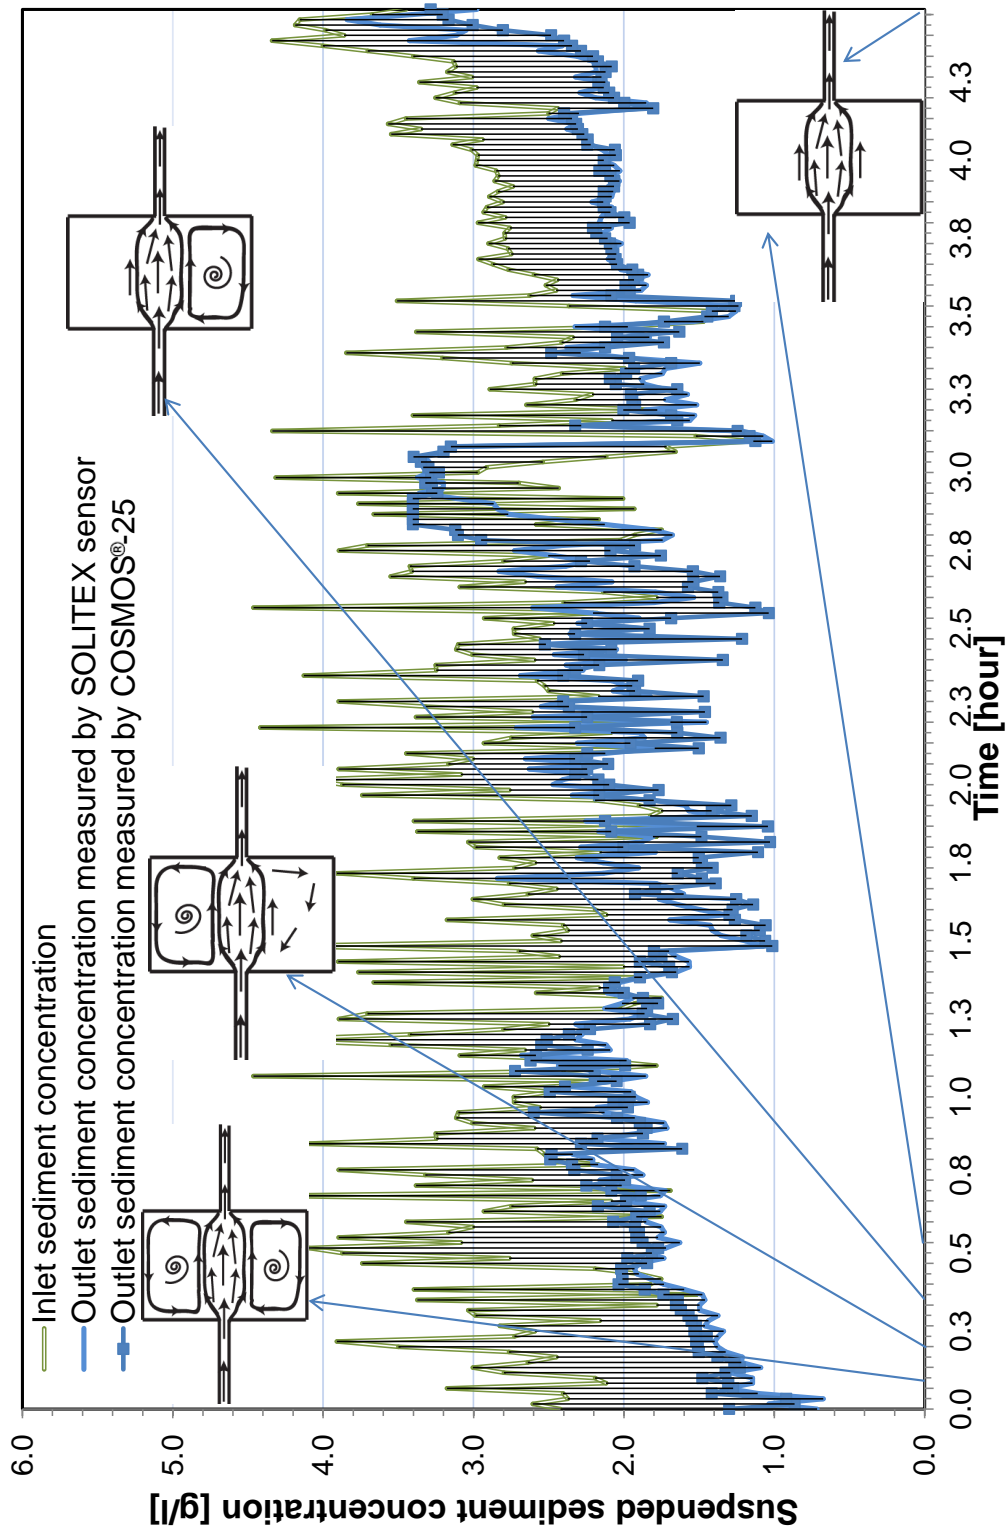 Inlet sediment concentration
Outlet sediment concentration measured by SOLITEX sensor
Outlet sediment concentration measured by COSMOS®-25
Suspended sediment concentration [g/l]
6.0
5.0
4.0
3.0
2.0
1.0
0.0
0.0 0.3 0.5 0.8 1.0 1.3 1.5 1.8 2.0 2.3 2.5 2.8 3.0 3.3 3.5 3.8 4.0 4.3
Time [hour]